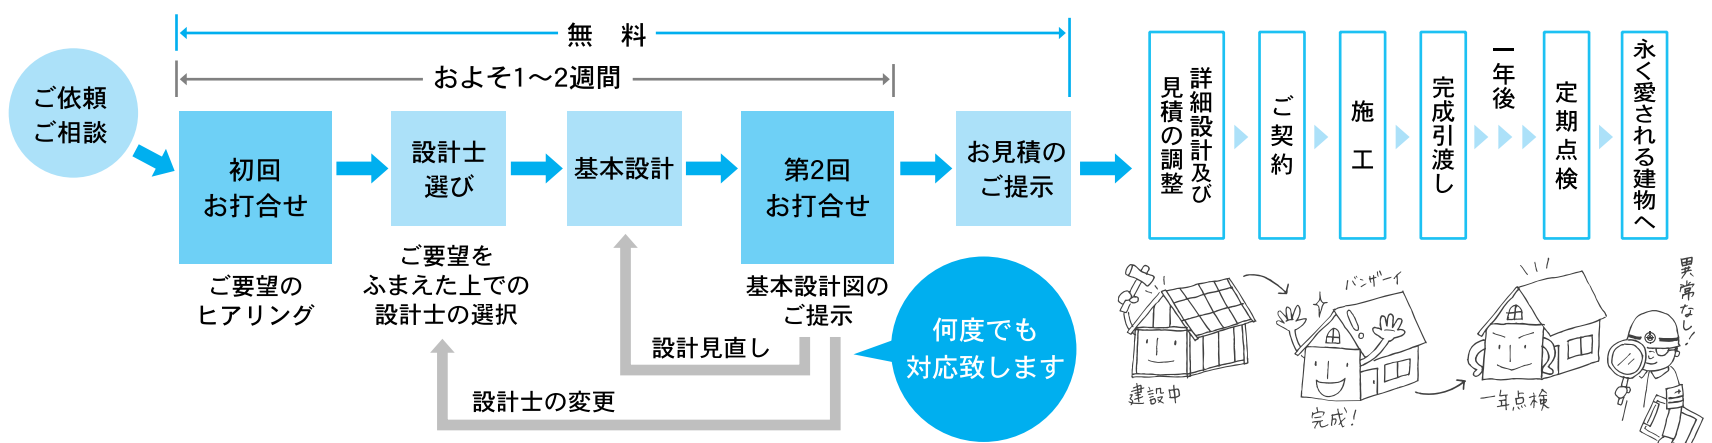 無　料
およそ1〜2週間
ご依頼
ご相談
初回
お打合せ
ご要望の
ヒアリング
設計士
選び
ご要望を
ふまえた上での
設計士の選択
基本設計
第2回
お打合せ
基本設計図の
ご提示
お見積の
ご提示
設計見直し
設計士の変更
何度でも
対応致します
詳細設計及び
見積の調整
ご契約
施工
完成引渡し
一年後
定期点検
永く愛される建物へ
建設中
バンザーイ
完成!
一年点検
異常なし!